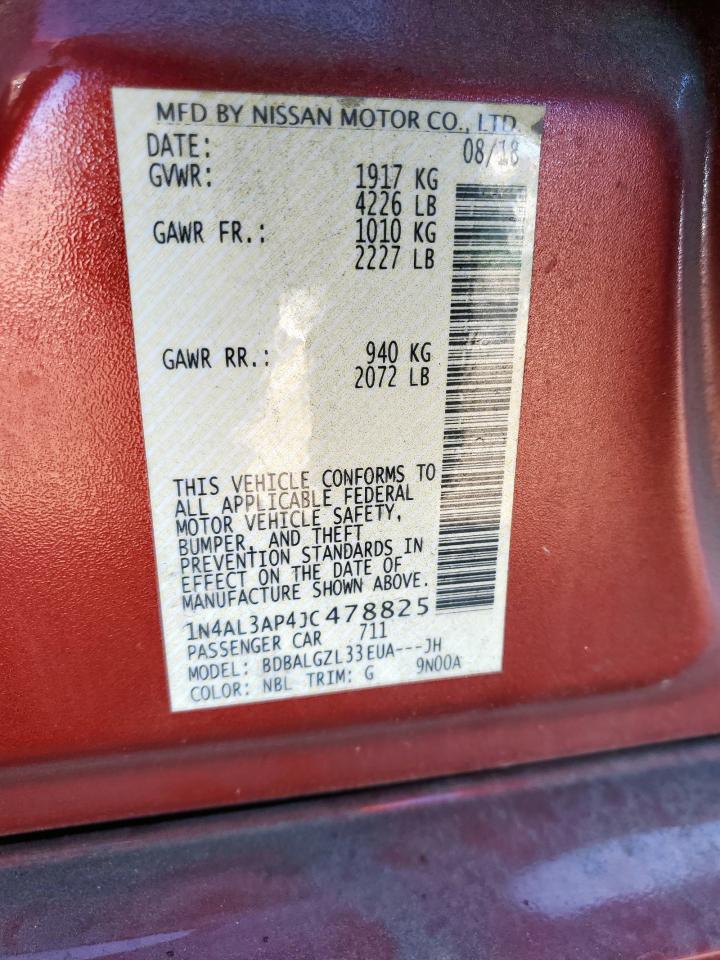 MFD BY NISSAN MOTOR CO., LTD.
DATE: 08/18
GVWR: 1917 KG
4226 LB
GAWR FR.: 1010 KG
2227 LB
GAWR RR.: 940 KG
2072 LB
THIS VEHICLE CONFORMS TO
ALL APPLICABLE FEDERAL
MOTOR VEHICLE SAFETY,
BUMPER, AND THEFT
PREVENTION STANDARDS IN
EFFECT ON THE DATE OF
MANUFACTURE SHOWN ABOVE.
1N4AL3AP4JC478825
PASSENGER CAR 711
MODEL: BDBALGZL33EUA---JH
COLOR: NBL TRIM: G 9N00A